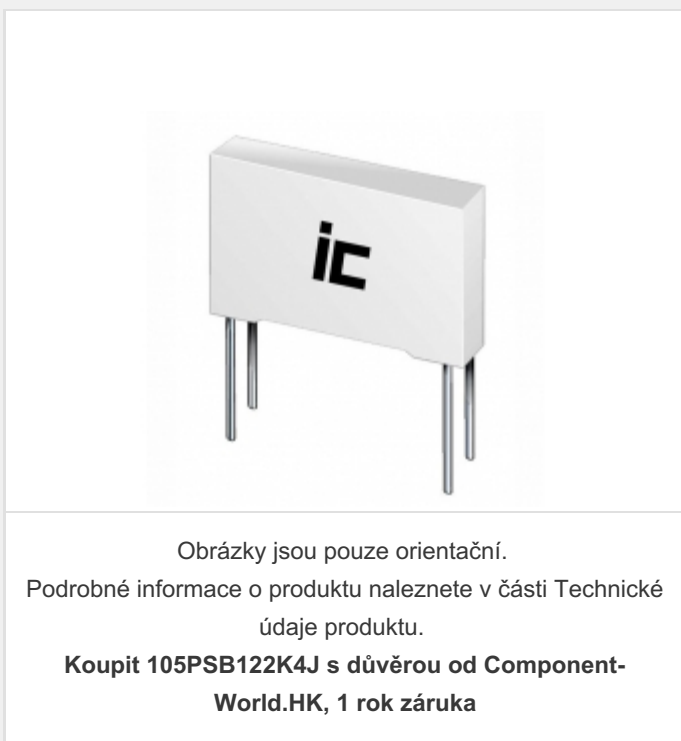 ic
Obrázky jsou pouze orientační.
Podrobné informace o produktu naleznete v části Technické
údaje produktu.
Koupit 105PSB122K4J s důvěrou od Component-
World.HK, 1 rok záruka